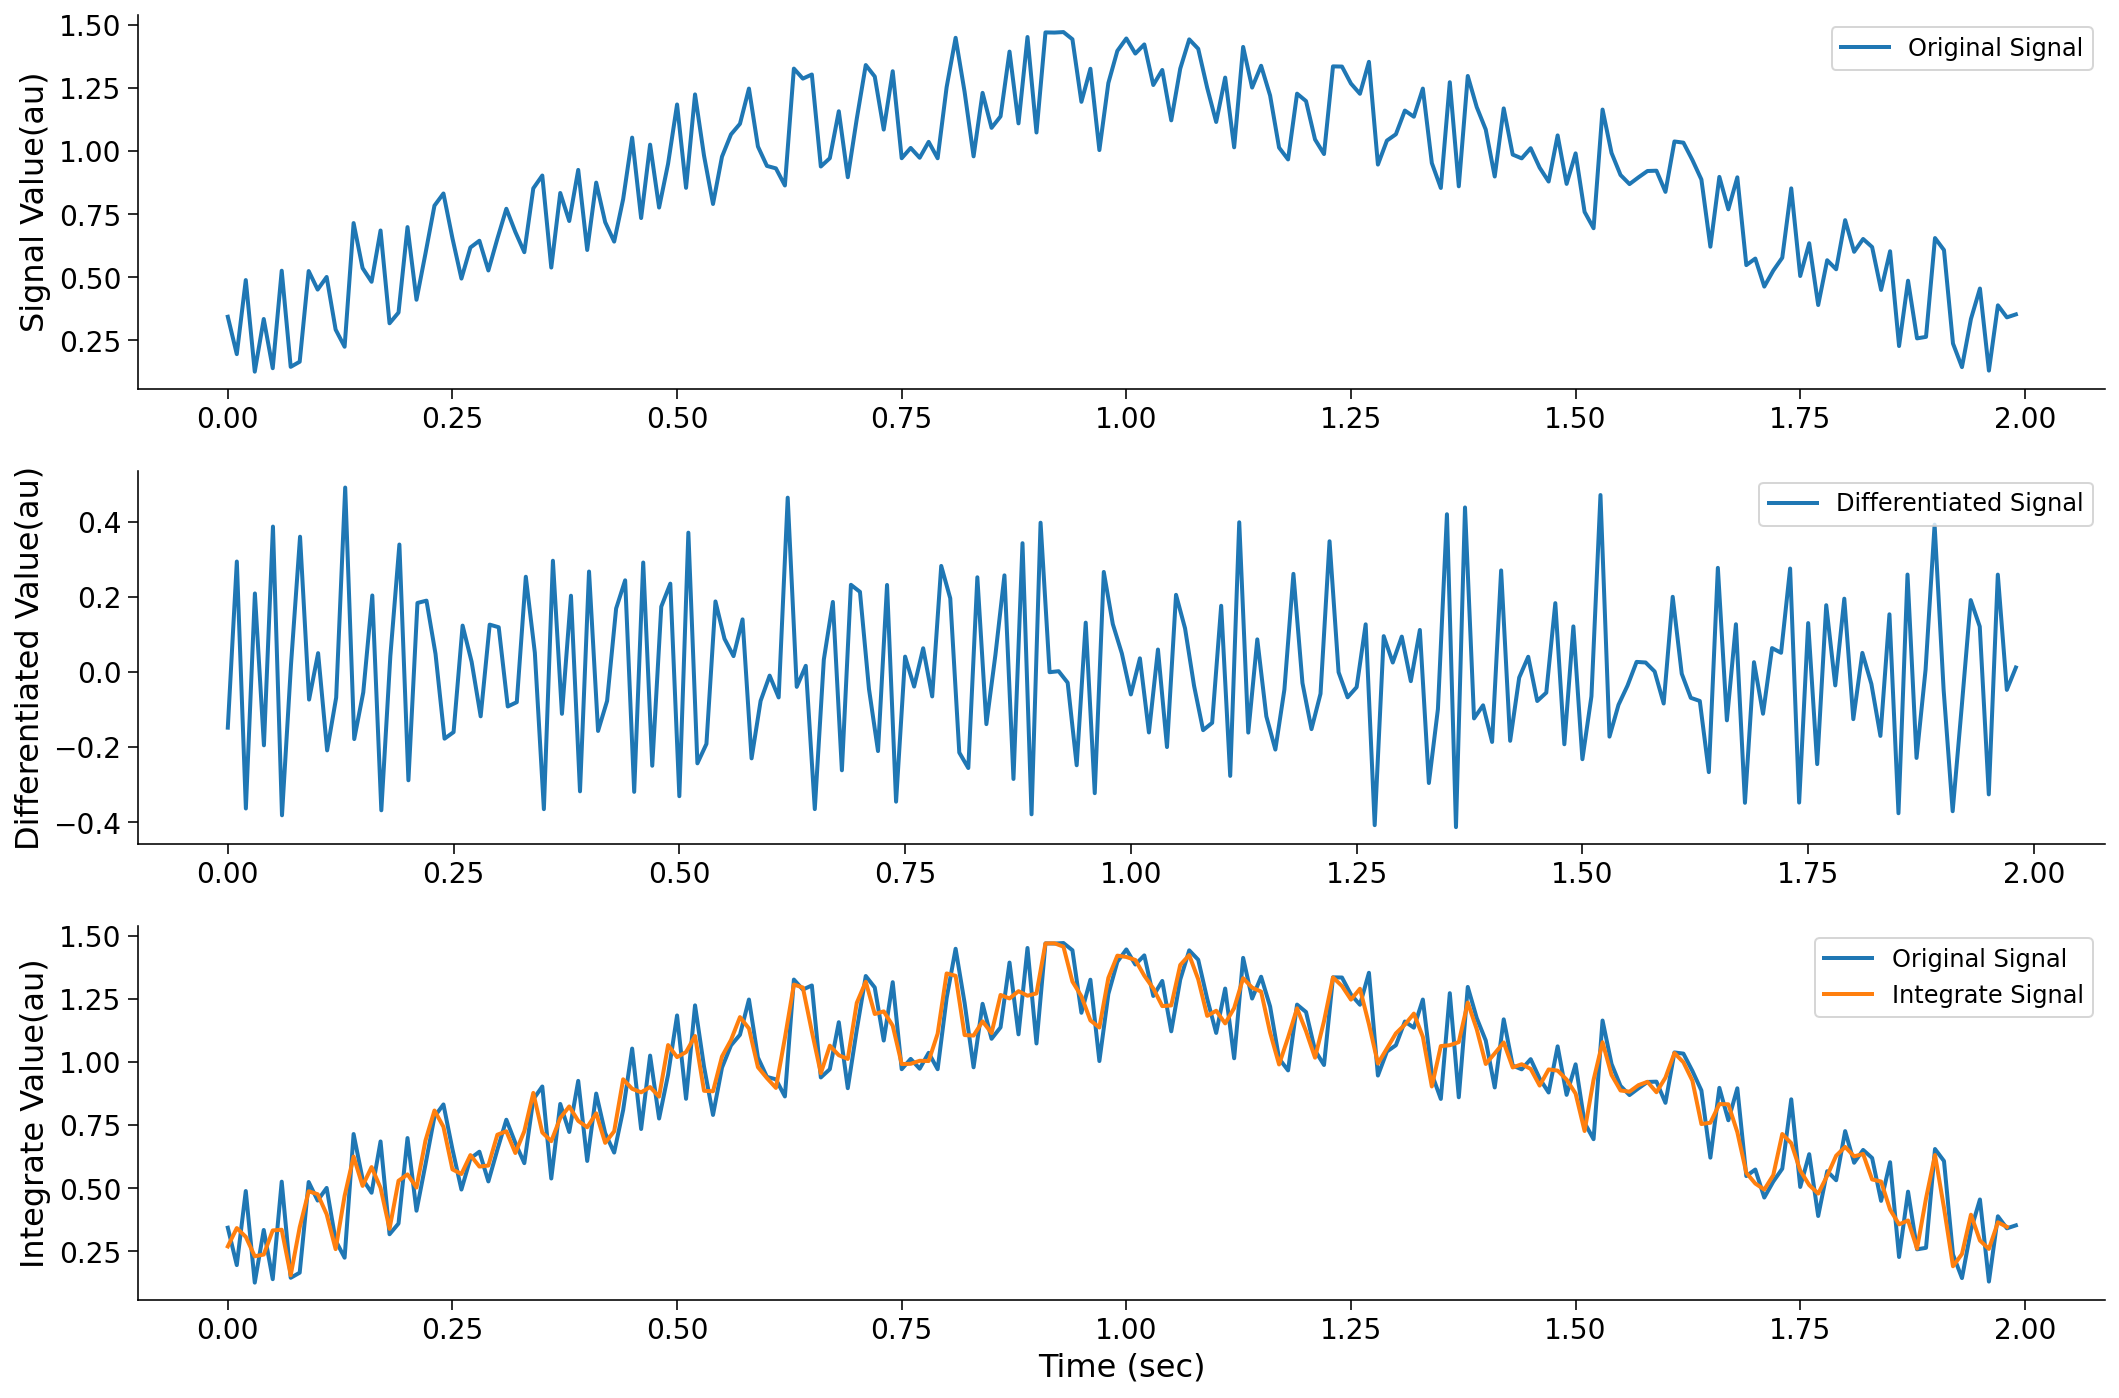 Signal Value(au)
1.50
1.25
1.00
0.75
0.50
0.25
Original Signal
0.00 0.25 0.50 0.75 1.00 1.25 1.50 1.75 2.00
Differentiated Value(au)
0.4
0.2
0.0
−0.2
−0.4
Differentiated Signal
0.00 0.25 0.50 0.75 1.00 1.25 1.50 1.75 2.00
Integrate Value(au)
1.50
1.25
1.00
0.75
0.50
0.25
Original Signal
Integrate Signal
0.00 0.25 0.50 0.75 1.00 1.25 1.50 1.75 2.00
Time (sec)